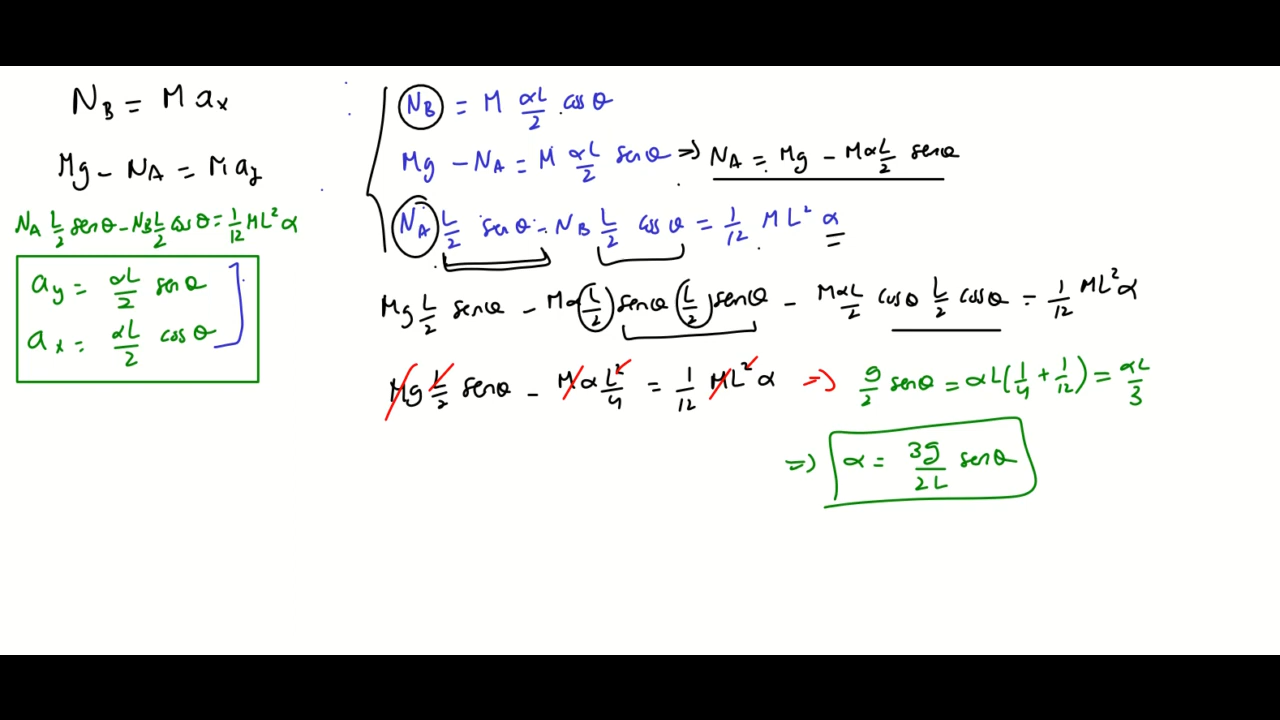 N_B = M a_x
Mg - N_A = M a_y
N_A L/2 senθ - N_B L/2 cosθ = 1/12 ML² α
a_y = αL/2 senθ
a_x = αL/2 cosθ
N_B = M αL/2 cosθ
Mg - N_A = M αL/2 senθ => N_A = Mg - MαL/2 senθ
N_A L/2 senθ - N_B L/2 cosθ = 1/12 ML² α
Mg L/2 senθ - Mα(L/2) senθ (L/2) senθ - MαL/2 cosθ L/2 cosθ = 1/12 ML² α
Mg L/2 senθ - Mα L²/4 = 1/12 ML² α => g/2 senθ = αL(1/4 + 1/12) = αL/3
=> α = 3g/2L senθ